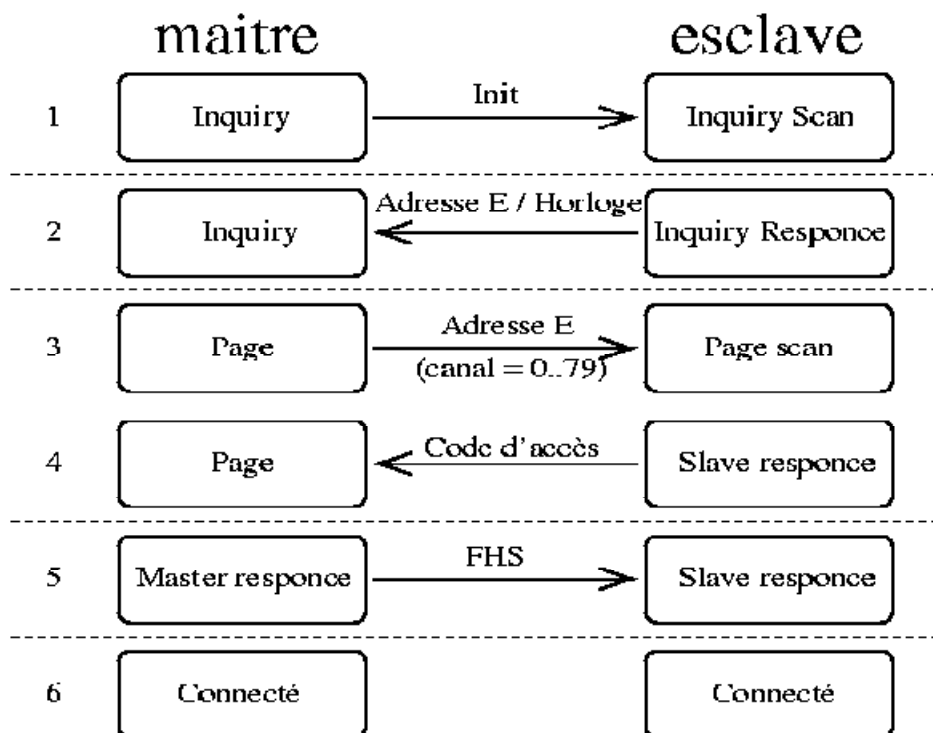 maitre esclave
1 Inquiry Init Inquiry Scan
2 Inquiry Adresse E / Horloge Inquiry Responce
3 Page Adresse E Page scan
(canal = 0..79)
4 Page Code d'accès Slave responce
5 Master responce FHS Slave responce
6 Connecté Connecté